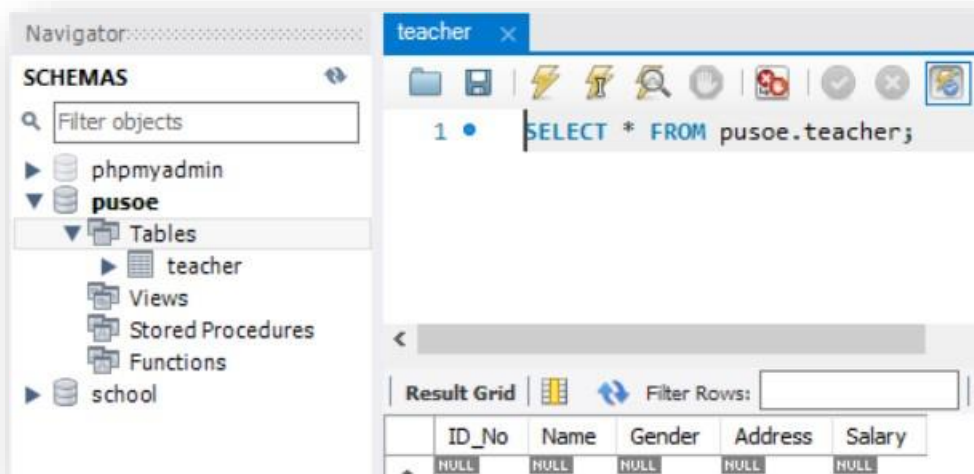 Navigator
SCHEMAS
Filter objects
phpmyadmin
pusoe
Tables
teacher
Views
Stored Procedures
Functions
school
teacher
1 SELECT * FROM pusoe.teacher;
Result Grid Filter Rows:
ID_No Name Gender Address Salary
NULL NULL NULL NULL NULL